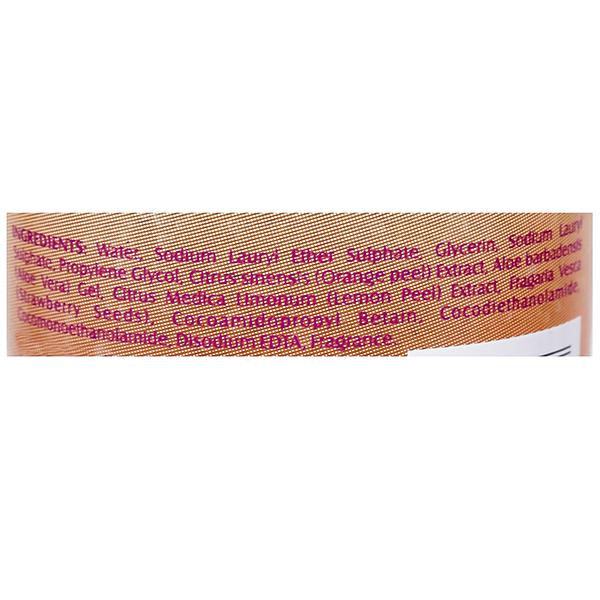 INGREDIENTS: Water, Sodium Lauryl Ether Sulphate, Glycerin, Sodium Lauryl
Sulphate, Propylene Glycol, Citrus sinensis (Orange peel) Extract, Aloe barbadensis
(Aloe vera) Gel, Citrus Medica Limonum (Lemon Peel) Extract, Fragaria Vesca
(Strawberry Seeds), Cocoamidopropyl Betain, Cocodiethanolamide,
Cocomonoethanolamide, Disodium EDTA, Fragrance